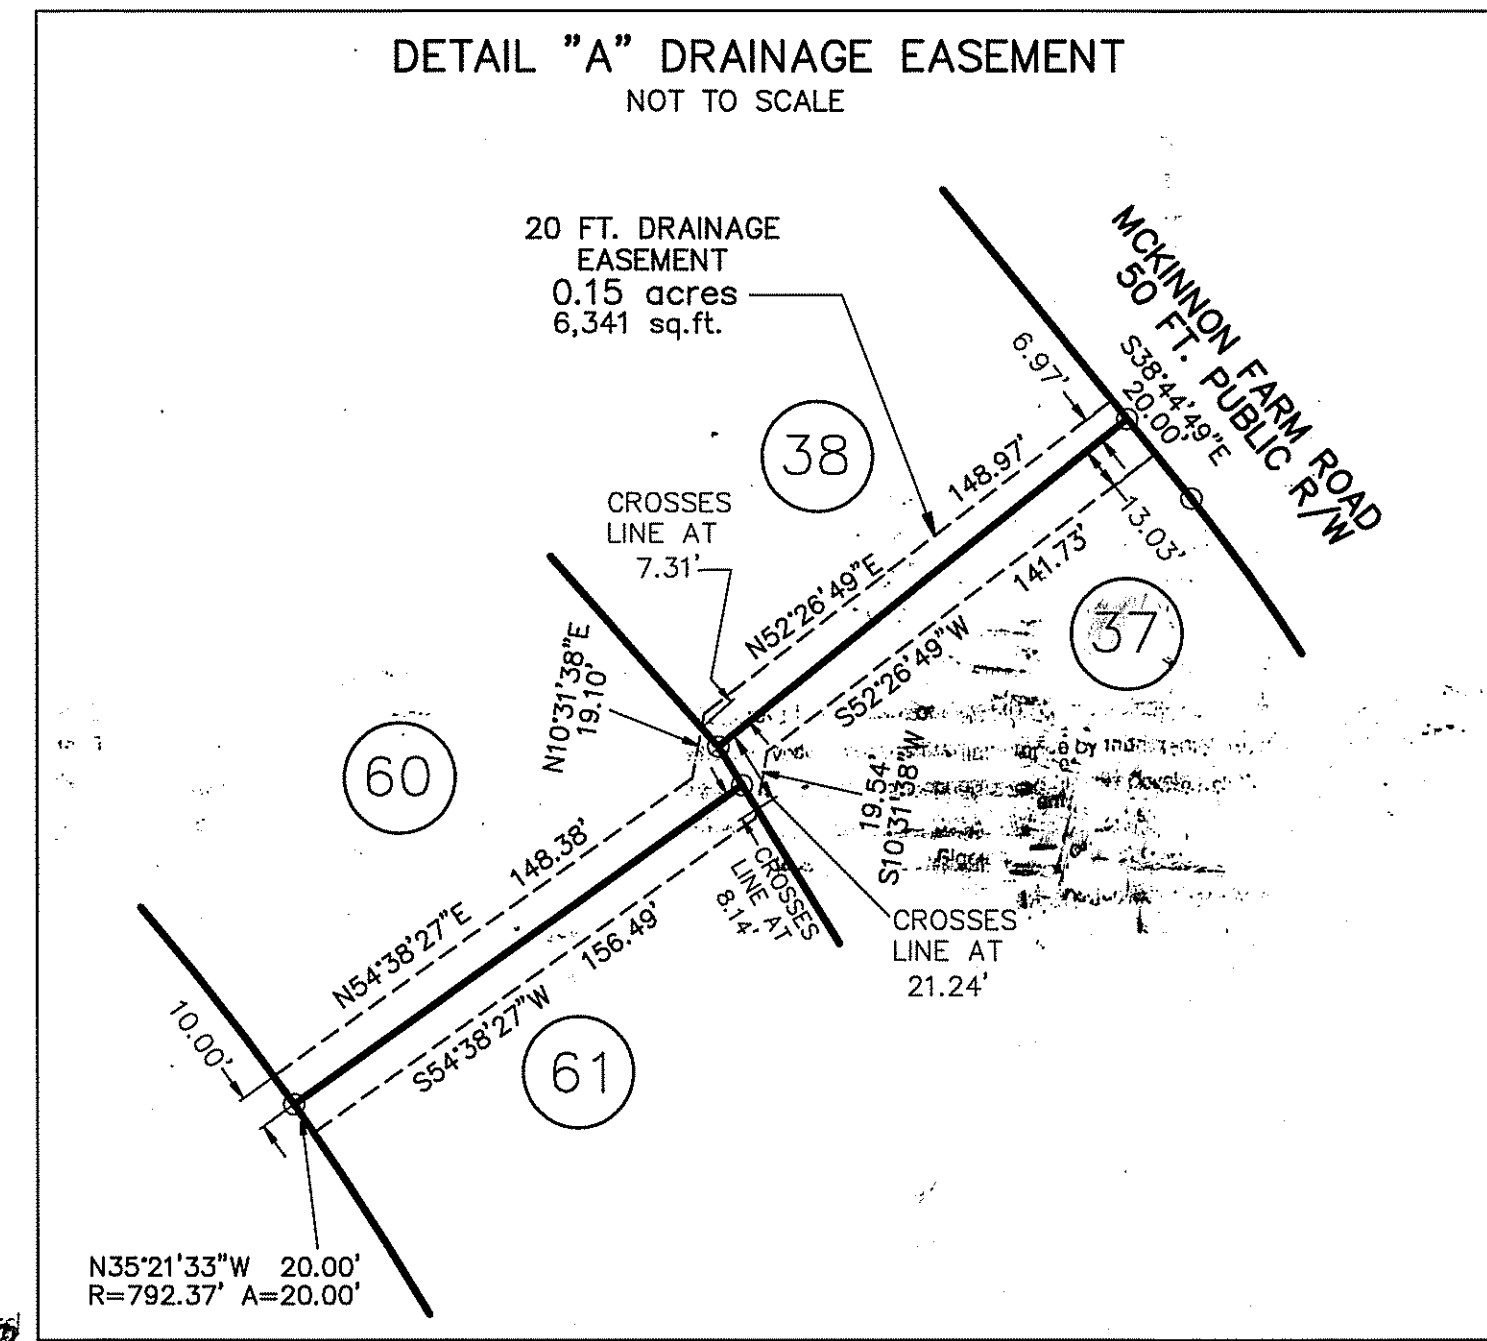 DETAIL "A" DRAINAGE EASEMENT
NOT TO SCALE
20 FT. DRAINAGE
EASEMENT
0.15 acres
6,341 sq.ft.
MCKINNON FARM ROAD
50 FT. PUBLIC R/W
S38°44'49"E
20.00'
6.97'
38
148.97'
CROSSES
LINE AT
7.31'
13.03'
141.73'
37
N52°26'49"E
S52°26'49"W
N10°31'38"E
19.10'
60
19.54'
S10°31'38"W
148.38'
N54°38'27"E
CROSSES
LINE AT
8.14'
CROSSES
LINE AT
21.24'
156.49'
S54°38'27"W
10.00'
61
N35°21'33"W 20.00'
R=792.37' A=20.00'